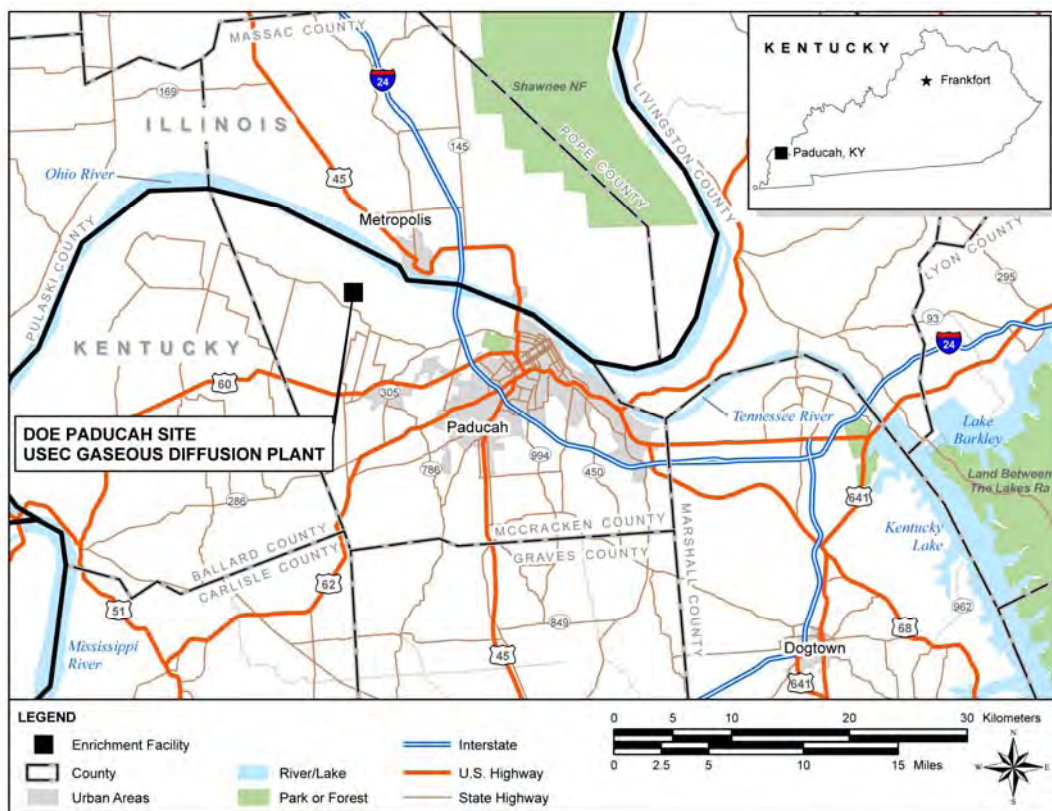 MASSAC COUNTY
24
169
ILLINOIS
145
Shawnee NF
POPE COUNTY
LIVINGSTON COUNTY
KENTUCKY
Frankfort
Paducah, KY
Ohio River
45
Metropolis
PULASKI COUNTY
LYON COUNTY
295
93
24
KENTUCKY
60
305
Paducah
Tennessee River
Lake
Barkley
DOE PADUCAH SITE
USEC GASEOUS DIFFUSION PLANT
786
994
450
641
Land Between
The Lakes Ra
286
Kentucky
Lake
BALLARD COUNTY
CARLISLE COUNTY
MCCRACKEN COUNTY
GRAVES COUNTY
MARSHALL COUNTY
62
51
849
962
68
Mississippi
River
45
Dogtown
641
LEGEND
Enrichment Facility
County
Urban Areas
River/Lake
Park or Forest
Interstate
U.S. Highway
State Highway
0 5 10 20 30 Kilometers
0 2.5 5 10 15 Miles
N
W E
S